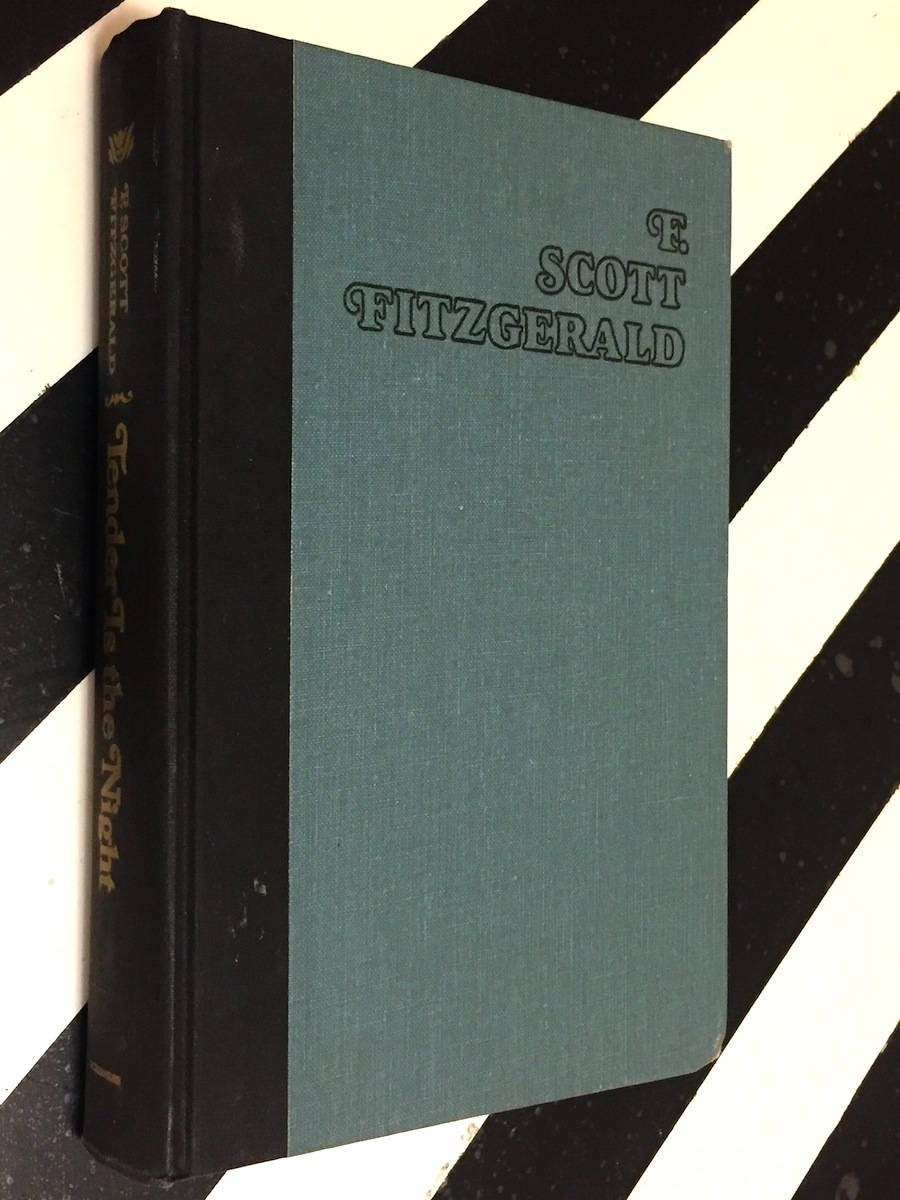 F.
SCOTT
FITZGERALD
F. SCOTT
FITZGERALD
Tender Is the Night